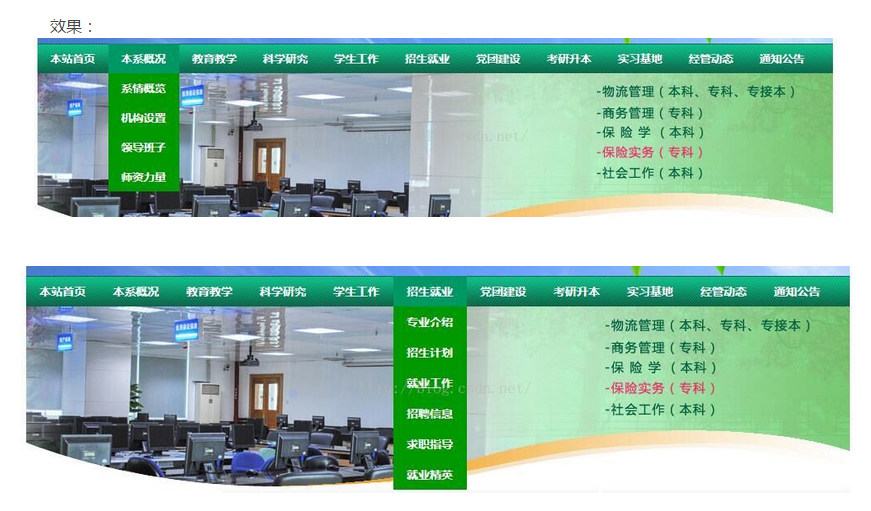 效果：
本站首页 本系概况 教育教学 科学研究 学生工作 招生就业 党团建设 考研升本 实习基地 经管动态 通知公告
系情概览
机构设置
领导班子
师资力量
-物流管理（本科、专科、专接本）
-商务管理（专科）
-保 险 学 （本科）
-保险实务（专科）
-社会工作（本科）
本站首页 本系概况 教育教学 科学研究 学生工作 招生就业 党团建设 考研升本 实习基地 经管动态 通知公告
专业介绍
招生计划
就业工作
招聘信息
求职指导
就业精英
-物流管理（本科、专科、专接本）
-商务管理（专科）
-保 险 学 （本科）
-保险实务（专科）
-社会工作（本科）